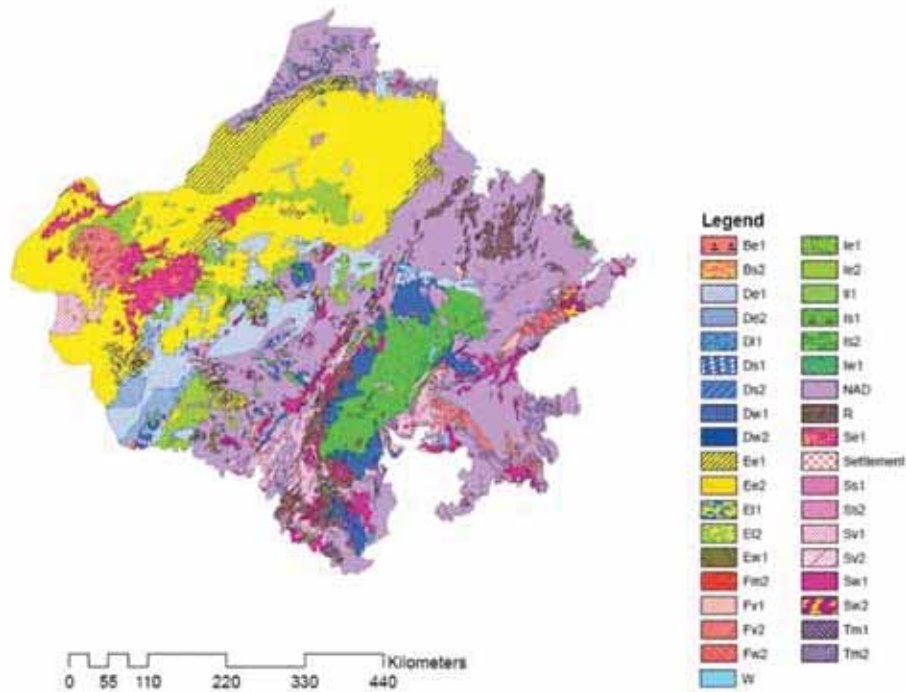 Legend
Be1
Bs2
De1
De2
Dl1
Ds1
Ds2
Dw1
Dw2
Ee1
Ee2
El1
El2
Ew1
Fm2
Fv1
Fv2
Fw2
W
Ie1
Ie2
Il1
Is1
Is2
Iw1
NAD
R
Se1
Settlement
Ss1
Ss2
Sv1
Sv2
Sw1
Sw2
Tm1
Tm2
Kilometers
0 55 110 220 330 440